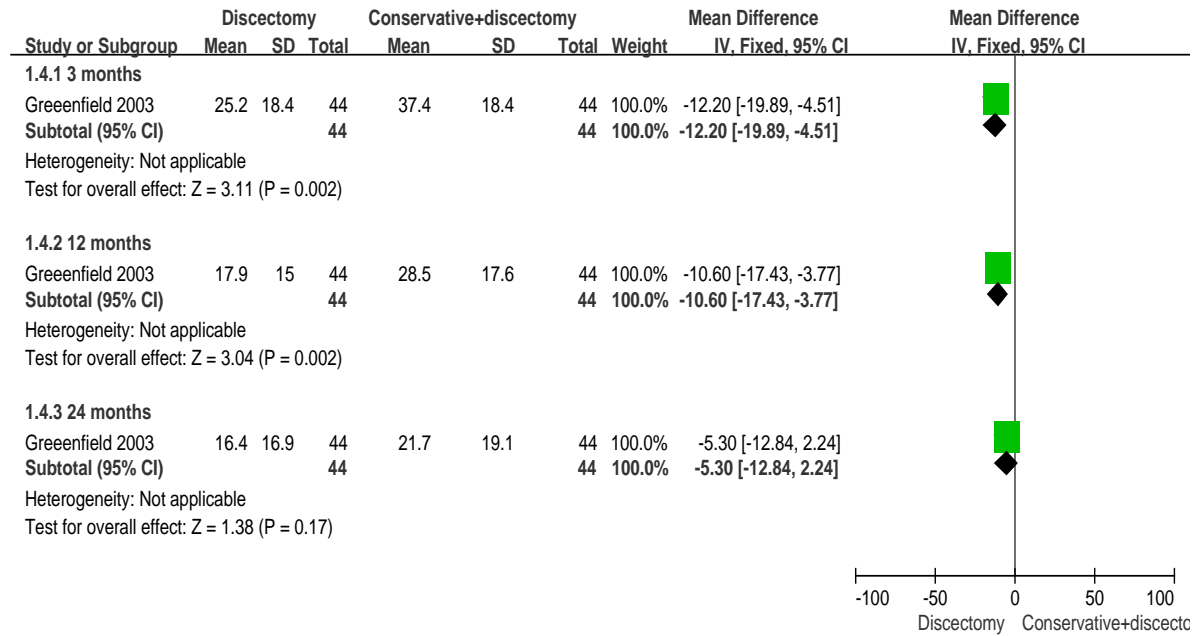 Discectomy Conservative+discectomy Mean Difference Mean Difference
Study or Subgroup Mean SD Total Mean SD Total Weight IV, Fixed, 95% CI IV, Fixed, 95% CI
1.4.1 3 months
Greeenfield 2003 25.2 18.4 44 37.4 18.4 44 100.0% -12.20 [-19.89, -4.51]
Subtotal (95% CI) 44 44 100.0% -12.20 [-19.89, -4.51]
Heterogeneity: Not applicable
Test for overall effect: Z = 3.11 (P = 0.002)
1.4.2 12 months
Greeenfield 2003 17.9 15 44 28.5 17.6 44 100.0% -10.60 [-17.43, -3.77]
Subtotal (95% CI) 44 44 100.0% -10.60 [-17.43, -3.77]
Heterogeneity: Not applicable
Test for overall effect: Z = 3.04 (P = 0.002)
1.4.3 24 months
Greeenfield 2003 16.4 16.9 44 21.7 19.1 44 100.0% -5.30 [-12.84, 2.24]
Subtotal (95% CI) 44 44 100.0% -5.30 [-12.84, 2.24]
Heterogeneity: Not applicable
Test for overall effect: Z = 1.38 (P = 0.17)
-100 -50 0 50 100
Discectomy Conservative+discecto